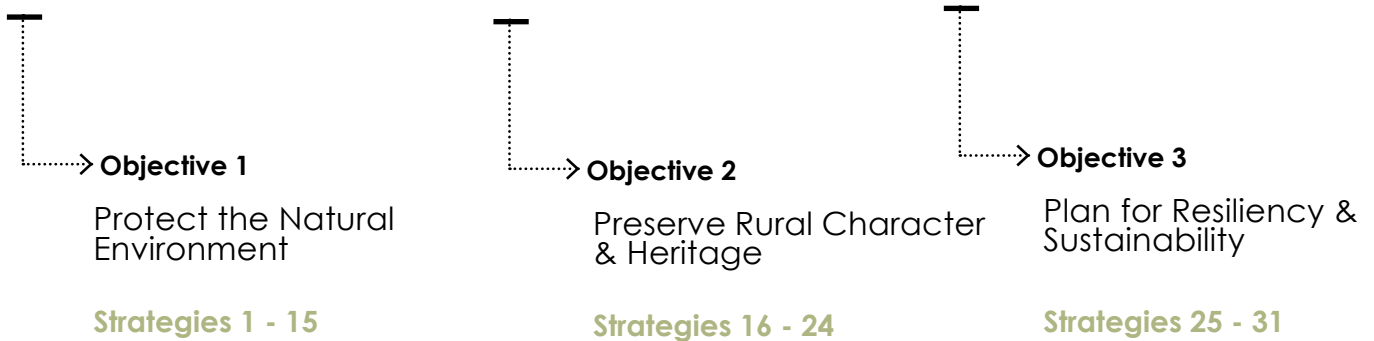 Objective 1
Protect the Natural
Environment
Strategies 1 - 15
Objective 2
Preserve Rural Character
& Heritage
Strategies 16 - 24
Objective 3
Plan for Resiliency &
Sustainability
Strategies 25 - 31